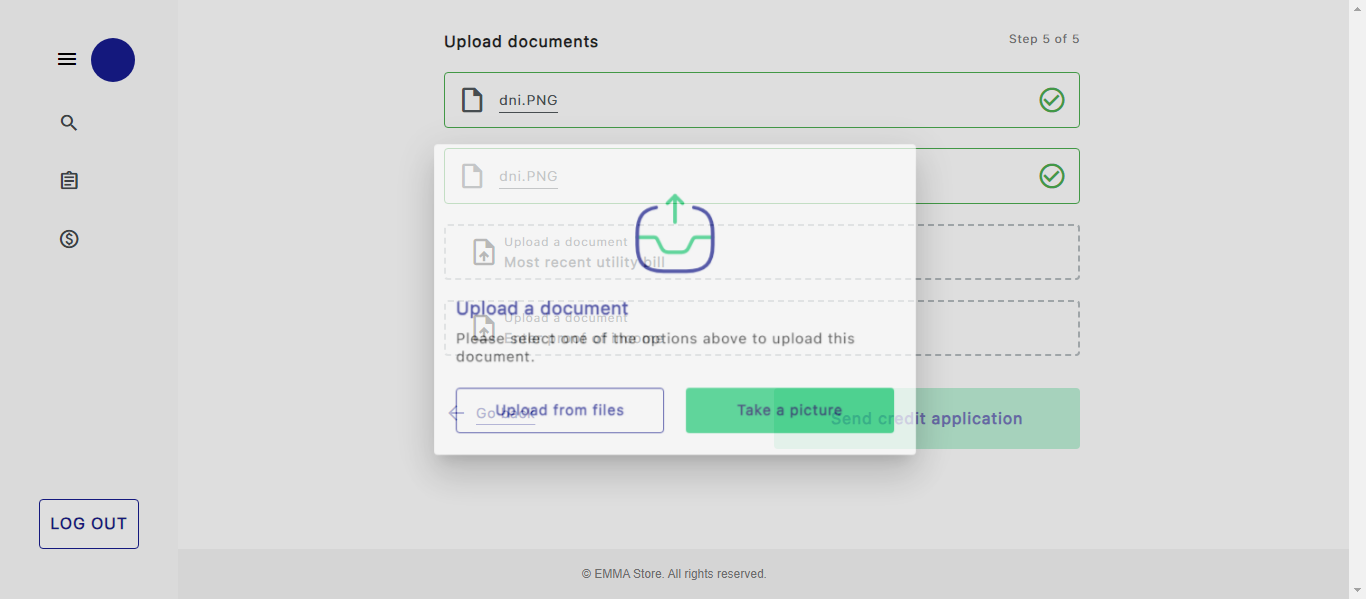 Upload documents
Step 5 of 5
dni.PNG
dni.PNG
Upload a document
Most recent utility bill
Upload a document
Upload a document
Please select one of the options above to upload this
document.
Go back
Upload from files
Take a picture
Send credit application
LOG OUT
© EMMA Store. All rights reserved.